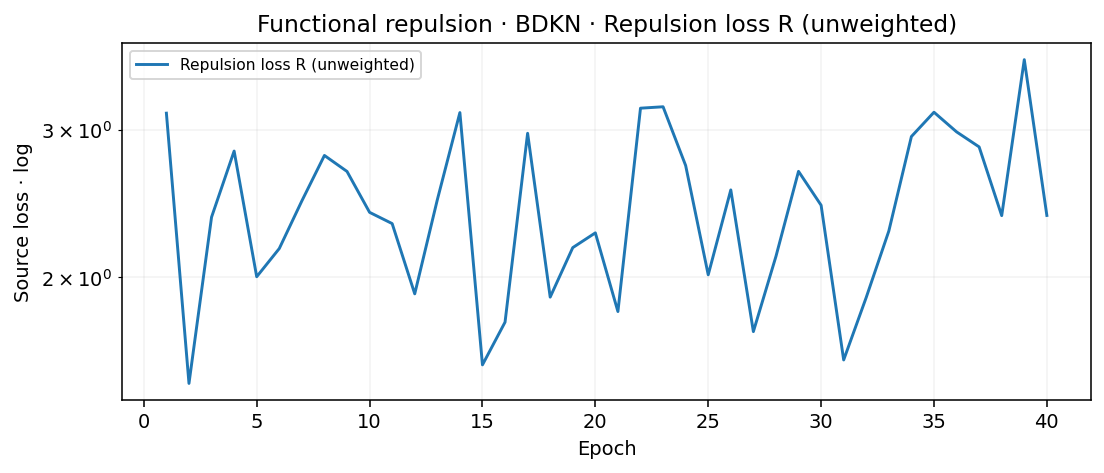 Functional repulsion · BDKN · Repulsion loss R (unweighted)
Repulsion loss R (unweighted)
3 × 10⁰
2 × 10⁰
Source loss · log
0 5 10 15 20 25 30 35 40
Epoch